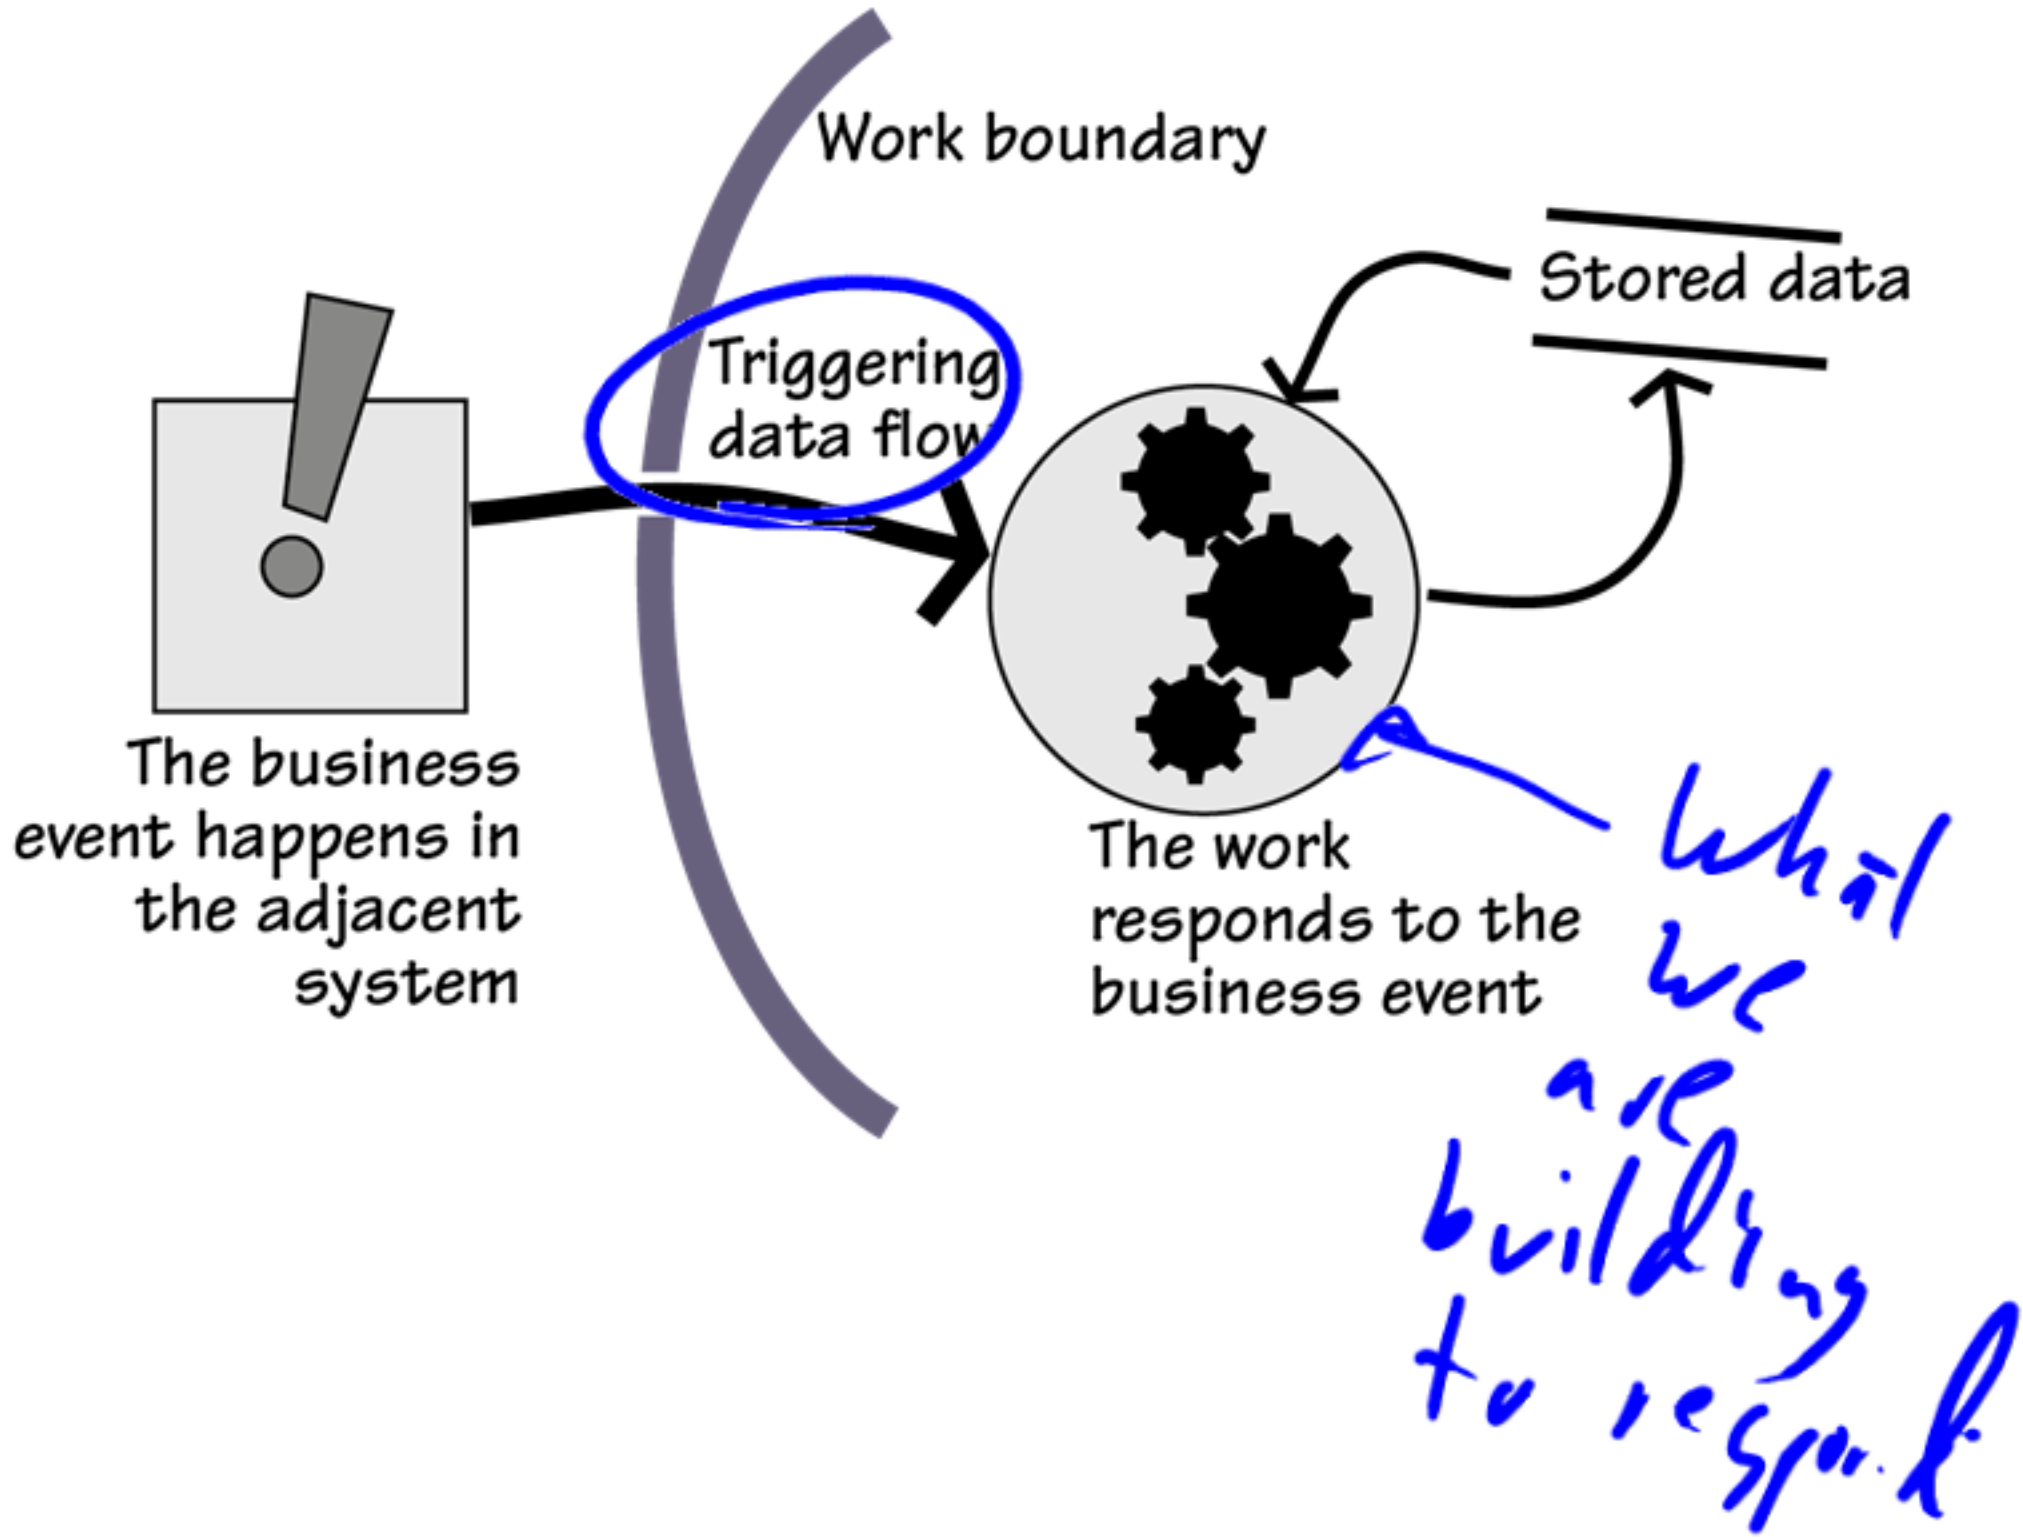 Work boundary
Stored data
Triggering
data flow
The business
event happens in
the adjacent
system
The work
responds to the
business event
What
we
are
building
to respond